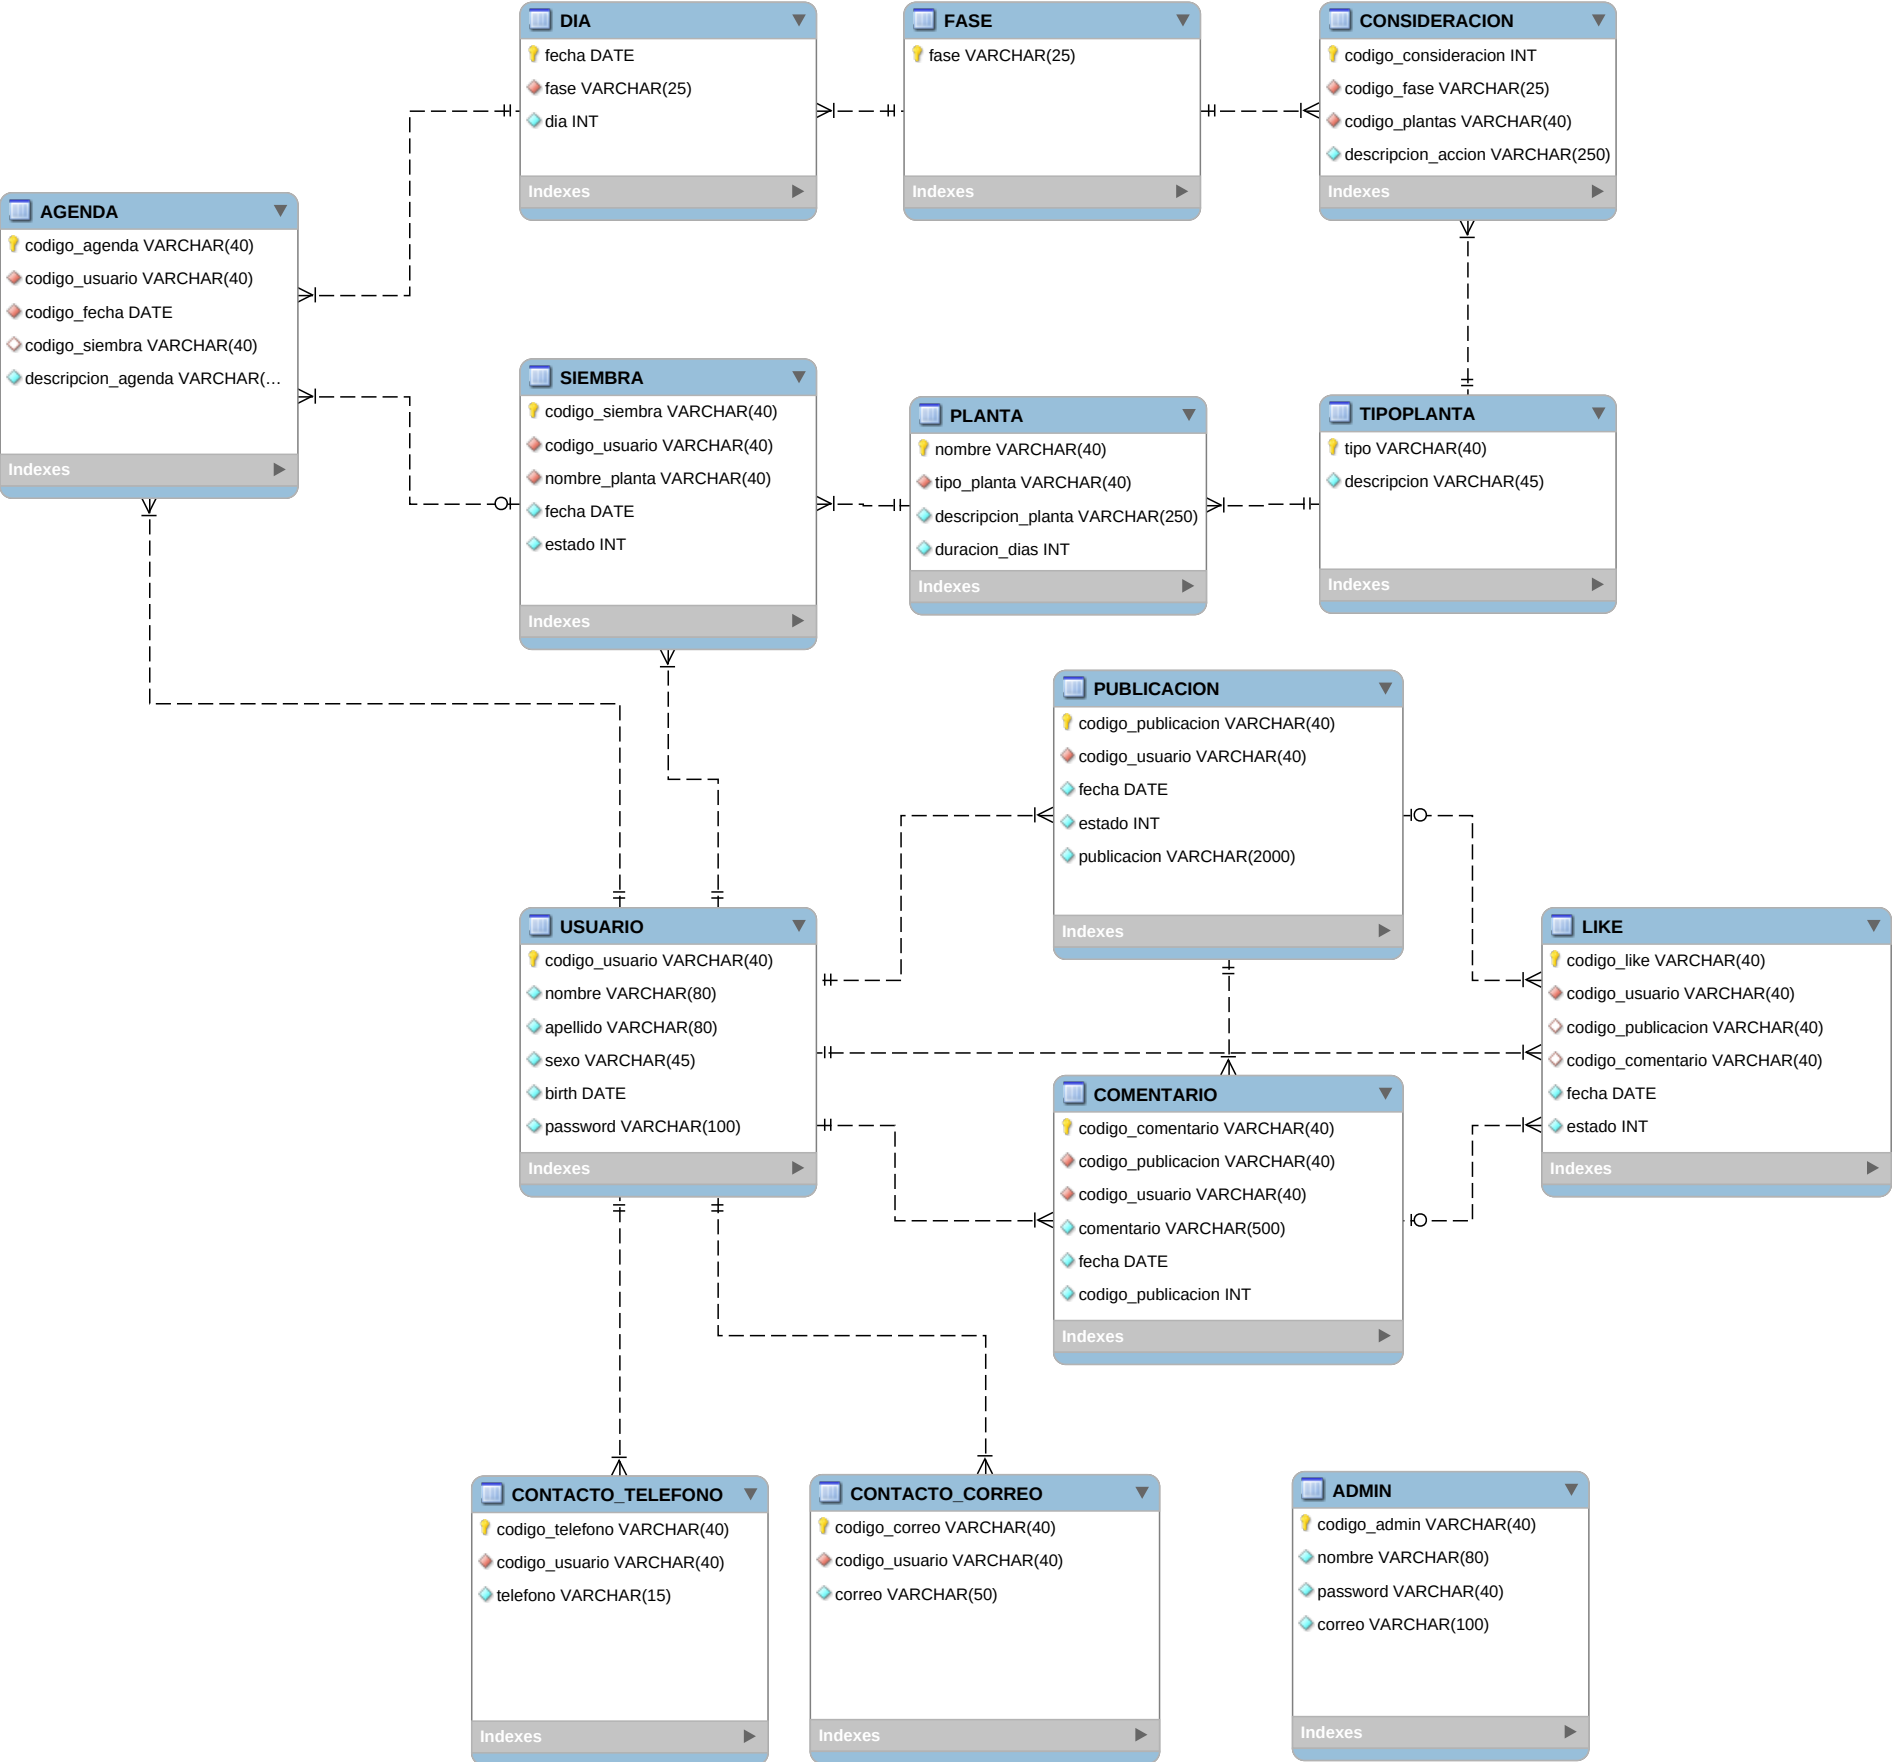 DIA
fecha DATE
fase VARCHAR(25)
dia INT
Indexes
FASE
fase VARCHAR(25)
Indexes
CONSIDERACION
codigo_consideracion INT
codigo_fase VARCHAR(25)
codigo_plantas VARCHAR(40)
descripcion_accion VARCHAR(250)
Indexes
AGENDA
codigo_agenda VARCHAR(40)
codigo_usuario VARCHAR(40)
codigo_fecha DATE
codigo_siembra VARCHAR(40)
descripcion_agenda VARCHAR(...
Indexes
SIEMBRA
codigo_siembra VARCHAR(40)
codigo_usuario VARCHAR(40)
nombre_planta VARCHAR(40)
fecha DATE
estado INT
Indexes
PLANTA
nombre VARCHAR(40)
tipo_planta VARCHAR(40)
descripcion_planta VARCHAR(250)
duracion_dias INT
Indexes
TIPOPLANTA
tipo VARCHAR(40)
descripcion VARCHAR(45)
Indexes
PUBLICACION
codigo_publicacion VARCHAR(40)
codigo_usuario VARCHAR(40)
fecha DATE
estado INT
publicacion VARCHAR(2000)
Indexes
USUARIO
codigo_usuario VARCHAR(40)
nombre VARCHAR(80)
apellido VARCHAR(80)
sexo VARCHAR(45)
birth DATE
password VARCHAR(100)
Indexes
LIKE
codigo_like VARCHAR(40)
codigo_usuario VARCHAR(40)
codigo_publicacion VARCHAR(40)
codigo_comentario VARCHAR(40)
fecha DATE
estado INT
Indexes
COMENTARIO
codigo_comentario VARCHAR(40)
codigo_publicacion VARCHAR(40)
codigo_usuario VARCHAR(40)
comentario VARCHAR(500)
fecha DATE
codigo_publicacion INT
Indexes
CONTACTO_TELEFONO
codigo_telefono VARCHAR(40)
codigo_usuario VARCHAR(40)
telefono VARCHAR(15)
Indexes
CONTACTO_CORREO
codigo_correo VARCHAR(40)
codigo_usuario VARCHAR(40)
correo VARCHAR(50)
Indexes
ADMIN
codigo_admin VARCHAR(40)
nombre VARCHAR(80)
password VARCHAR(40)
correo VARCHAR(100)
Indexes